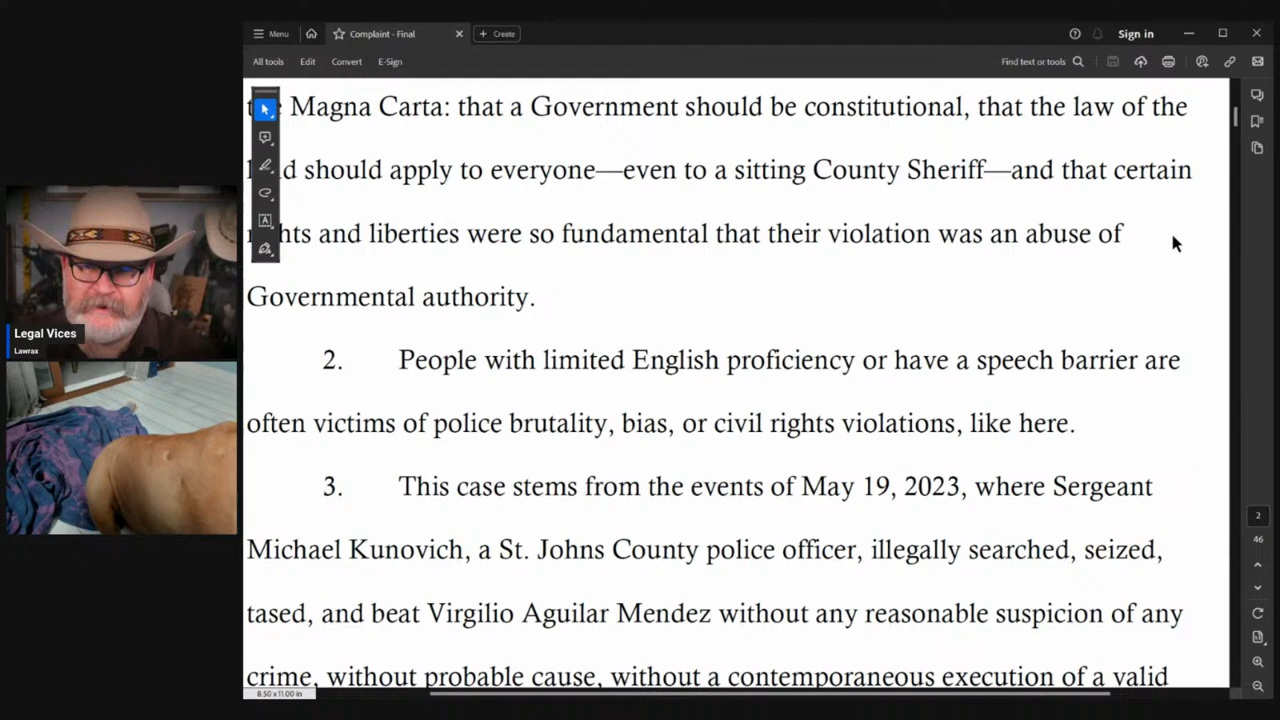 Menu
Complaint - Final
Create
Sign in
All tools
Edit
Convert
E-Sign
Find text or tools
Magna Carta: that a Government should be constitutional, that the law of the
should apply to everyone—even to a sitting County Sheriff—and that certain
and liberties were so fundamental that their violation was an abuse of
Governmental authority.
2. People with limited English proficiency or have a speech barrier are
often victims of police brutality, bias, or civil rights violations, like here.
3. This case stems from the events of May 19, 2023, where Sergeant
Michael Kunovich, a St. Johns County police officer, illegally searched, seized,
tased, and beat Virgilio Aguilar Mendez without any reasonable suspicion of any
crime, without probable cause, without a contemporaneous execution of a valid
8.50 x 11.00 in
2
46
Legal Vices
Lawrax